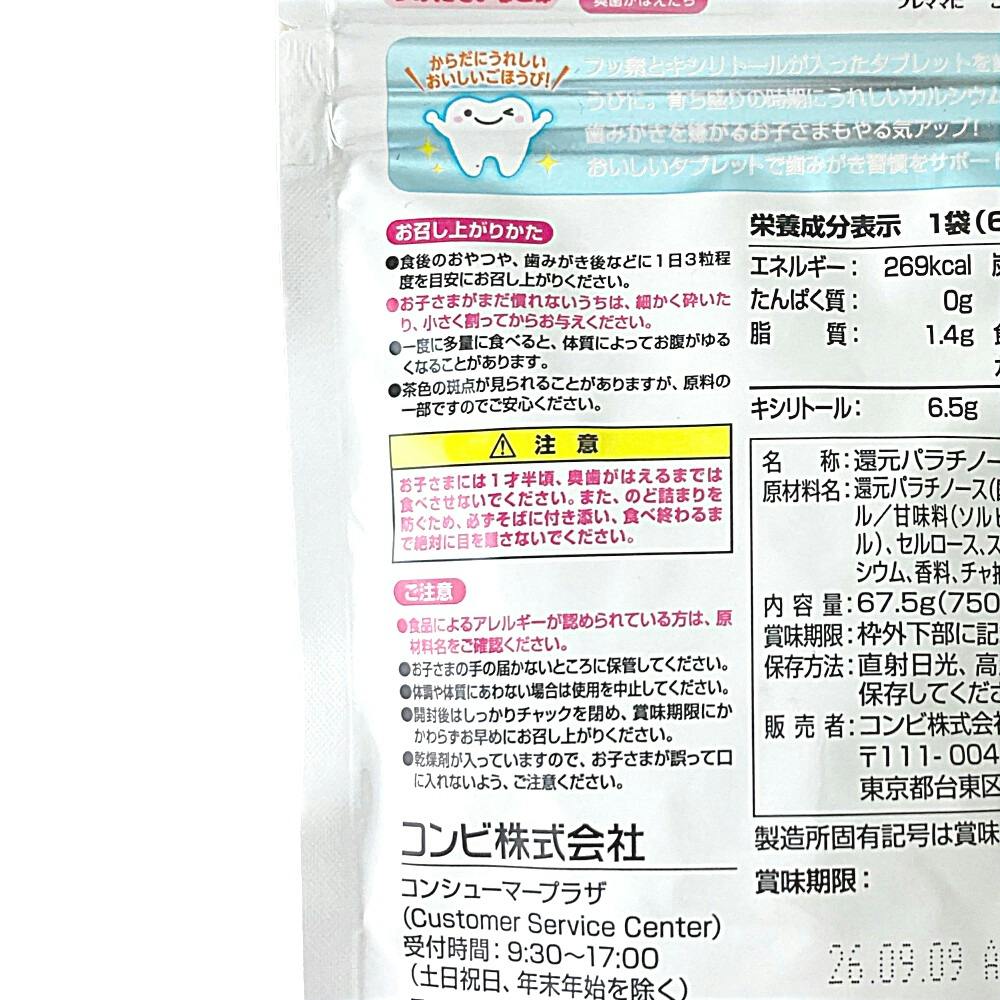 奥歯がはえたら
からだにうれしい
おいしいごほうび!
フッ素とキシリトールが入ったタブレットを
うびに。育ち盛りの時期にうれしいカルシウム
歯みがきを嫌がるお子さまもやる気アップ!
おいしいタブレットで歯みがき習慣をサポート
お召し上がりかた
●食後のおやつや、歯みがき後などに1日3粒程
度を目安にお召し上がりください。
●お子さまがまだ慣れないうちは、細かく砕いた
り、小さく割ってからお与えください。
●一度に多量に食べると、体質によってお腹がゆる
くなることがあります。
●茶色の斑点が見られることがありますが、原料の
一部ですのでご安心ください。
⚠ 注意
お子さまには1才半頃、奥歯がはえるまでは
食べさせないでください。また、のど詰まりを
防ぐため、必ずそばに付き添い、食べ終わるま
で絶対に目を離さないでください。
ご注意
●食品によるアレルギーが認められている方は、原
材料名をご確認ください。
●お子さまの手の届かないところに保管してください。
●体調や体質にあわない場合は使用を中止してください。
●開封後はしっかりチャックを閉め、賞味期限にか
かわらずお早めにお召し上がりください。
●乾燥剤が入っていますので、お子さまが誤って口
に入れないよう、ご注意ください。
コンビ株式会社
コンシューマープラザ
(Customer Service Center)
受付時間:9:30～17:00
(土日祝日、年末年始を除く)
栄養成分表示 1袋(6
エネルギー: 269kcal
たんぱく質: 0g
脂質: 1.4g
キシリトール: 6.5g
名称:還元パラチノー
原材料名:還元パラチノース(
ル/甘味料(ソルビ
ル)、セルロース、ス
シウム、香料、チャ抽
内容量:67.5g(750
賞味期限:枠外下部に記
保存方法:直射日光、高
保存してくださ
販売者:コンビ株式会社
〒111-004
東京都台東区
製造所固有記号は賞味
賞味期限:
26.09.09 A